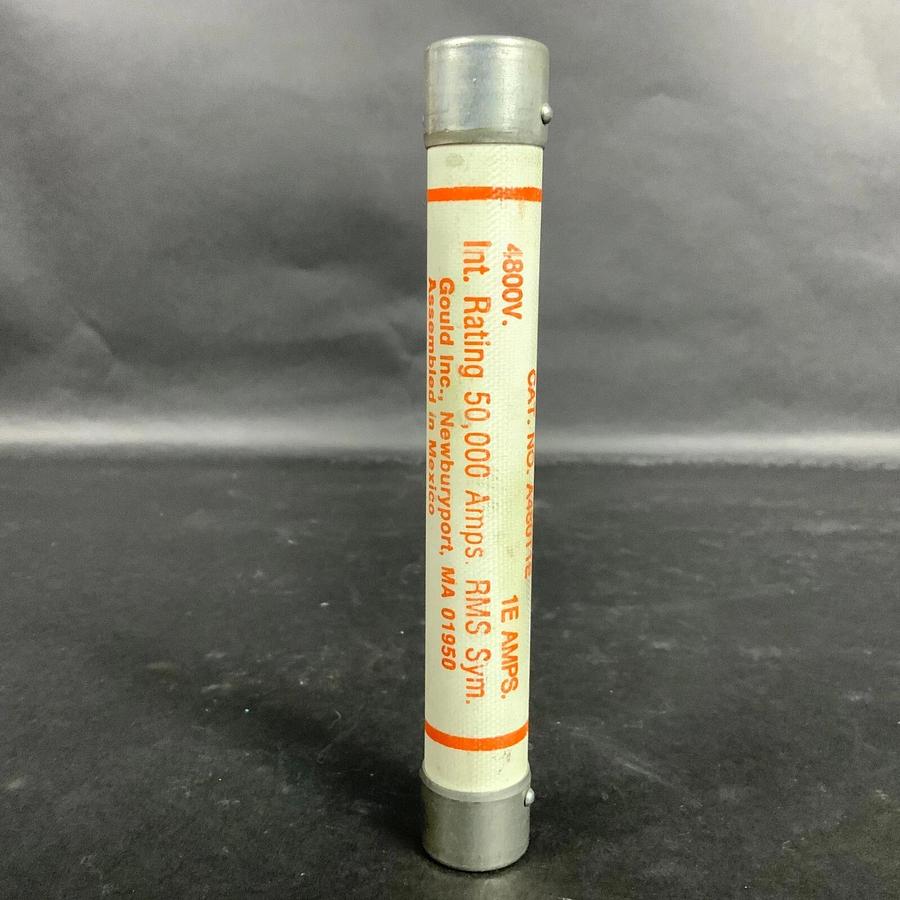 CAT. NO.
4800V. 1E AMPS.
Int. Rating 50,000 Amps. RMS Sym.
Gould Inc., Newburyport, MA 01950
Assembled in Mexico